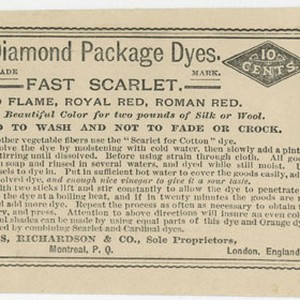 Diamond Package Dyes.
10
CENTS.
MARK.
FAST SCARLET.
FLAME, ROYAL RED, ROMAN RED.
Beautiful Color for two pounds of Silk or Wool.
TO WASH AND NOT TO FADE OR CROCK.
other vegetable fibers use the "Scarlet for Cotton" dye.
the dye by moistening with cold water, then slowly add a pint
stirring until dissolved. Before using strain through cloth. All goods
soap and rinsed in several waters, and dyed while still moist.
to dye in. Put in sufficient hot water to cover the goods easily, add
dye, and enough nice vinegar to give it a sour taste.
with two sticks lift and stir constantly to allow the dye to penetrate
the dye at a boiling heat, and if in twenty minutes the goods are not
add more dye. Repeat the process as often as necessary to obtain
and press. Attention to above directions will insure an even color
shades can be made by using equal parts of this dye and Orange dye
by combining Scarlet and Cardinal dyes.
RICHARDSON & CO., Sole Proprietors,
Montreal, P. Q. London, England